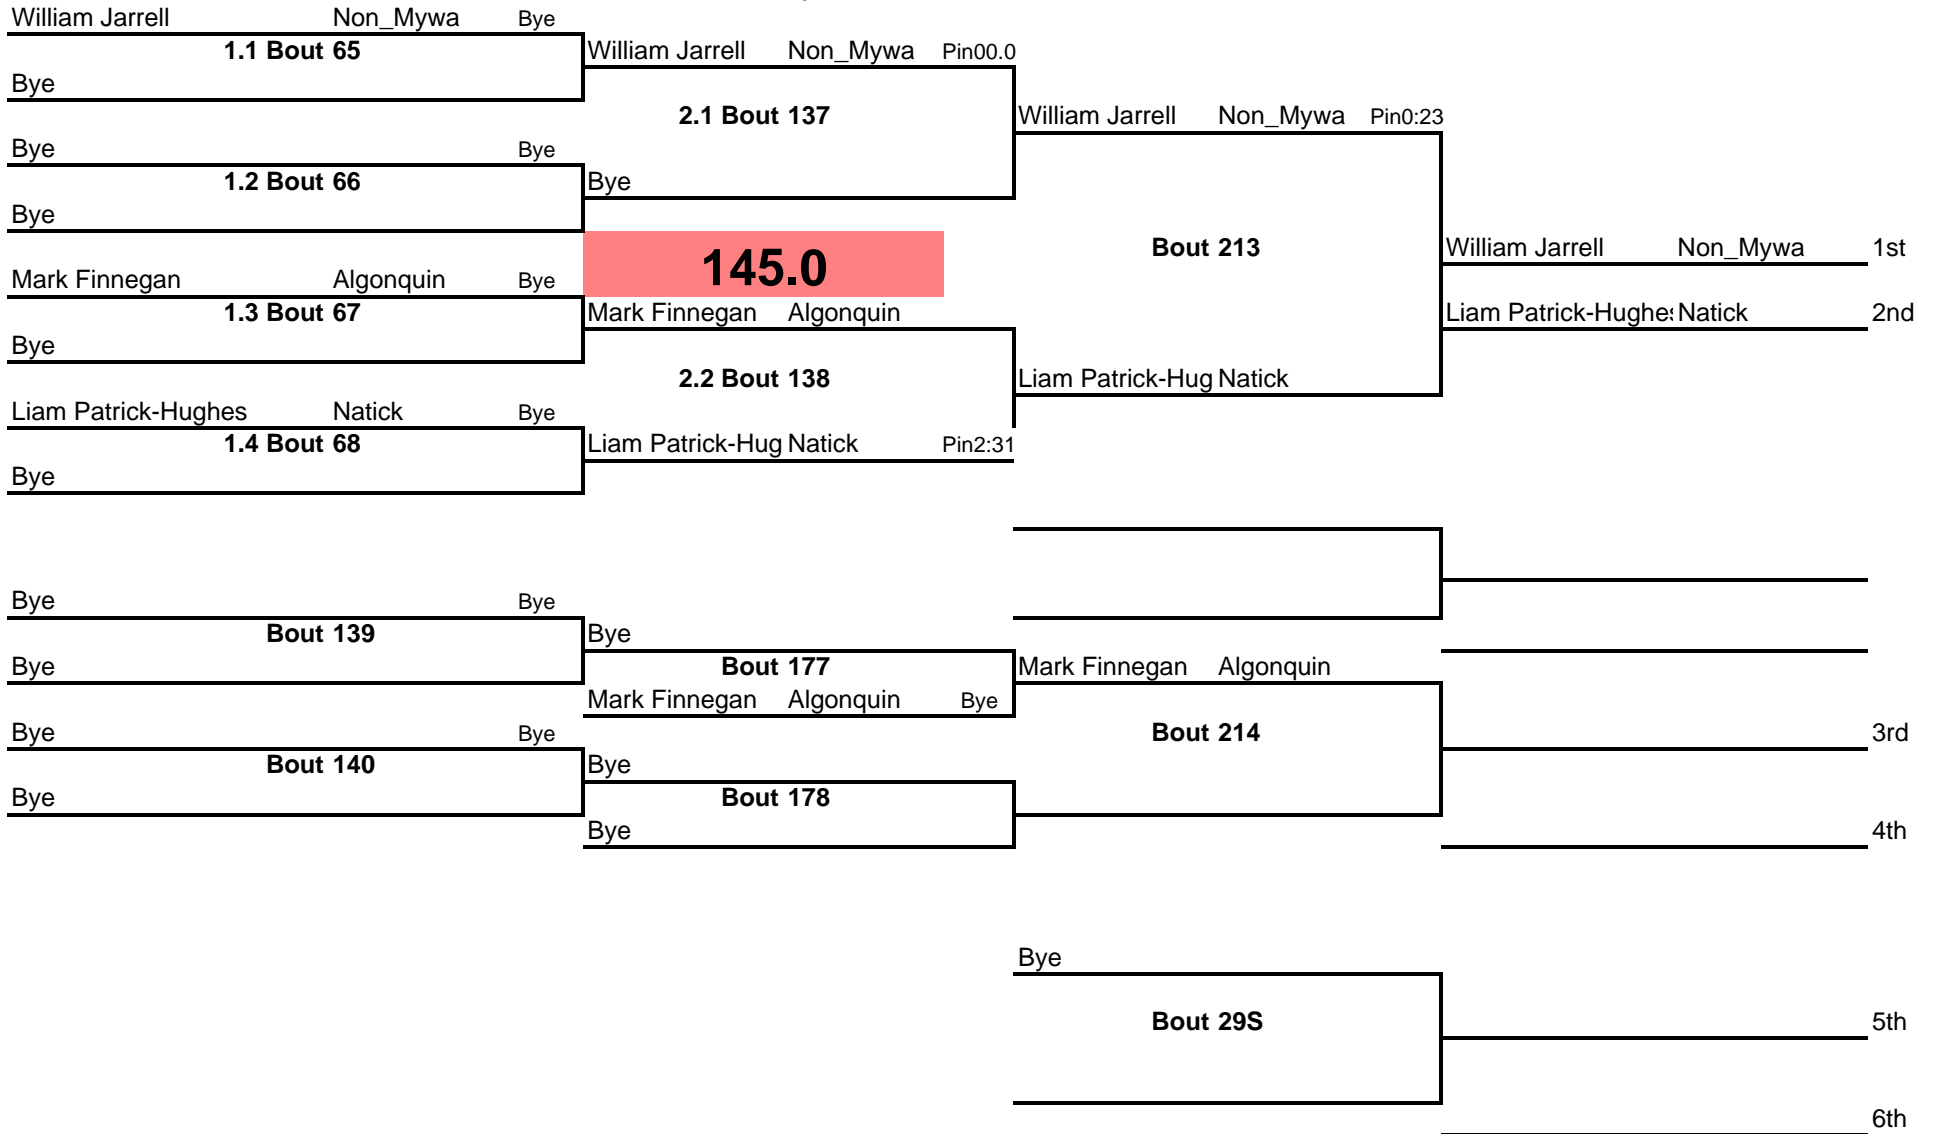 William Jarrell Non_Mywa Bye
1.1 Bout 65
Bye
Bye Bye
1.2 Bout 66
Bye
Mark Finnegan Algonquin Bye
1.3 Bout 67
Bye
Liam Patrick-Hughes Natick Bye
1.4 Bout 68
Bye
William Jarrell Non_Mywa Pin00.0
2.1 Bout 137
Bye
145.0
Mark Finnegan Algonquin
2.2 Bout 138
Liam Patrick-Hug Natick Pin2:31
William Jarrell Non_Mywa Pin0:23
Bout 213
Liam Patrick-Hug Natick
William Jarrell Non_Mywa 1st
Liam Patrick-Hughes Natick 2nd
Bye Bye
Bout 139
Bye
Bye Bye
Bout 140
Bye
Bye
Bout 177
Mark Finnegan Algonquin Bye
Bye
Bout 178
Bye
Mark Finnegan Algonquin
Bout 214
3rd
4th
Bye
Bout 29S
5th
6th